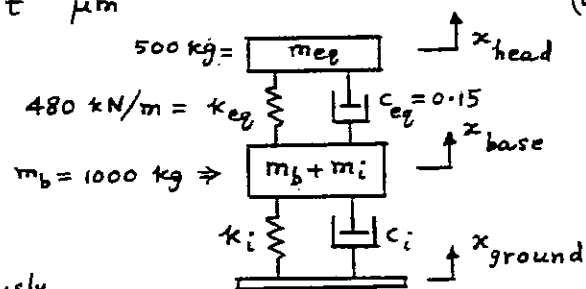 τ μm
(
500 kg = m_eq
x_head
480 kN/m = k_eq
c_eq = 0.15
x_base
m_b = 1000 kg ⇒ m_b + m_i
k_i
c_i
x_ground
usly